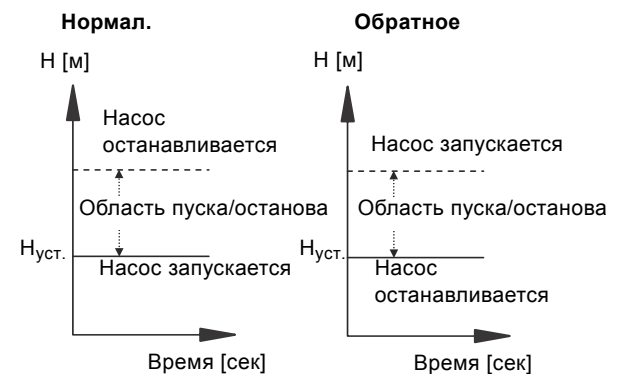 Нормал.
H [м]
Насос
останавливается
Область пуска/останова
Hуст.
Насос запускается
Время [сек]
Обратное
H [м]
Насос запускается
Область пуска/останова
Hуст.
Насос
останавливается
Время [сек]